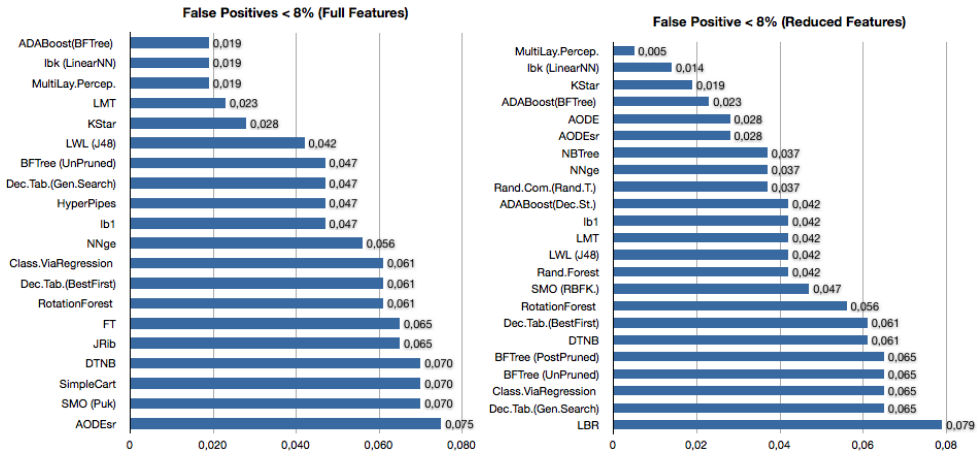 False Positives < 8% (Full Features)
ADABoost(BFTree) 0,019
Ibk (LinearNN) 0,019
MultiLay.Percep. 0,019
LMT 0,023
KStar 0,028
LWL (J48) 0,042
BFTree (UnPruned) 0,047
Dec.Tab.(Gen.Search) 0,047
HyperPipes 0,047
Ib1 0,047
NNge 0,056
Class.ViaRegression 0,061
Dec.Tab.(BestFirst) 0,061
RotationForest 0,061
FT 0,065
JRib 0,065
DTNB 0,070
SimpleCart 0,070
SMO (Puk) 0,070
AODEsr 0,075
0 0,020 0,040 0,060 0,080
False Positive < 8% (Reduced Features)
MultiLay.Percep. 0,005
Ibk (LinearNN) 0,014
KStar 0,019
ADABoost(BFTree) 0,023
AODE 0,028
AODEsr 0,028
NBTree 0,037
NNge 0,037
Rand.Com.(Rand.T.) 0,037
ADABoost(Dec.St.) 0,042
Ib1 0,042
LMT 0,042
LWL (J48) 0,042
Rand.Forest 0,042
SMO (RBFK.) 0,047
RotationForest 0,056
Dec.Tab.(BestFirst) 0,061
DTNB 0,061
BFTree (PostPruned) 0,065
BFTree (UnPruned) 0,065
Class.ViaRegression 0,065
Dec.Tab.(Gen.Search) 0,065
LBR 0,079
0 0,02 0,04 0,06 0,08